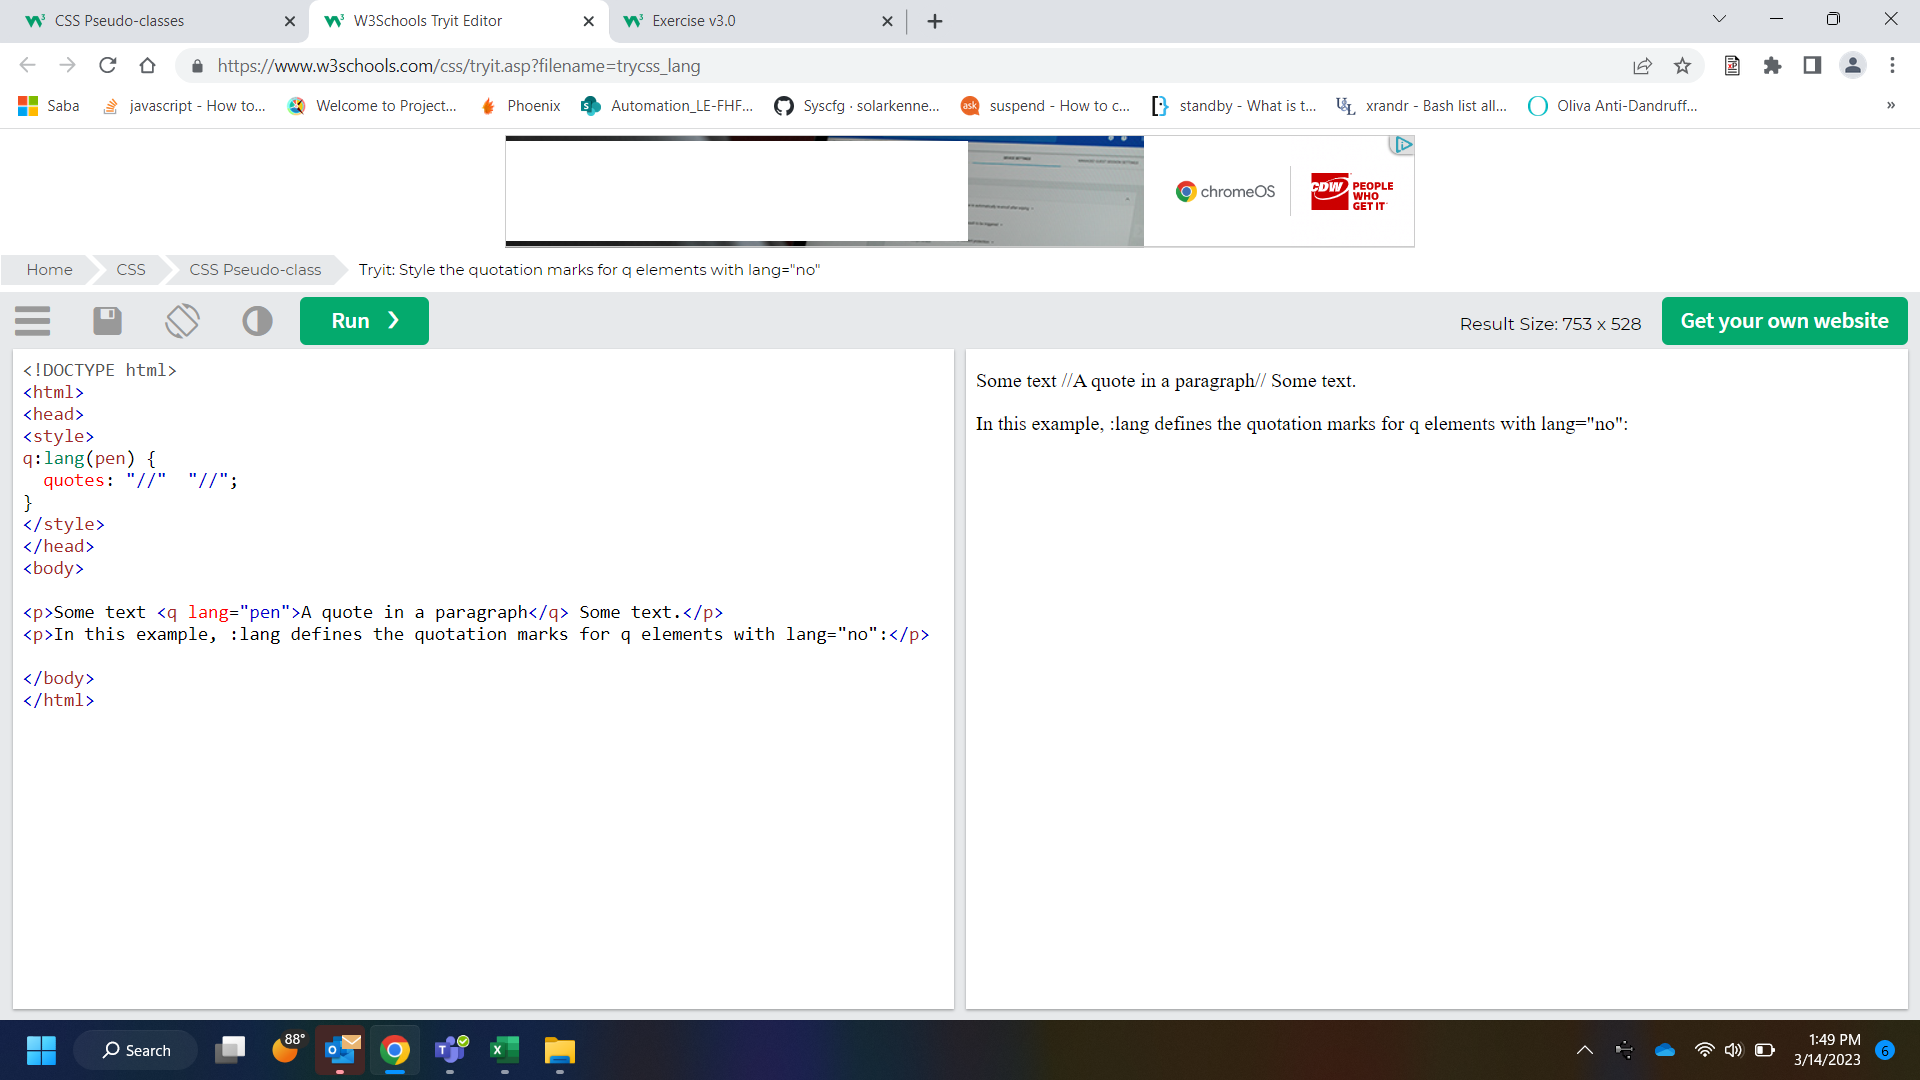 CSS Pseudo-classes
W3Schools Tryit Editor
Exercise v3.0
https://www.w3schools.com/css/tryit.asp?filename=trycss_lang
Saba
javascript - How to...
Welcome to Project...
Phoenix
Automation_LE-FHF...
Syscfg · solarkenne...
ask
suspend - How to c...
standby - What is t...
U&L
xrandr - Bash list all...
Oliva Anti-Dandruff...
»
chromeOS
CDW
PEOPLE
WHO
GET IT
Home
CSS
CSS Pseudo-class
Tryit: Style the quotation marks for q elements with lang="no"
Run ❯
Result Size: 753 x 528
Get your own website
<!DOCTYPE html>
<html>
<head>
<style>
q:lang(pen) {
  quotes: "//"  "//";
}
</style>
</head>
<body>
<p>Some text <q lang="pen">A quote in a paragraph</q> Some text.</p>
<p>In this example, :lang defines the quotation marks for q elements with lang="no":</p>
</body>
</html>
Some text //A quote in a paragraph// Some text.
In this example, :lang defines the quotation marks for q elements with lang="no":
Search
88°
1:49 PM
3/14/2023
6